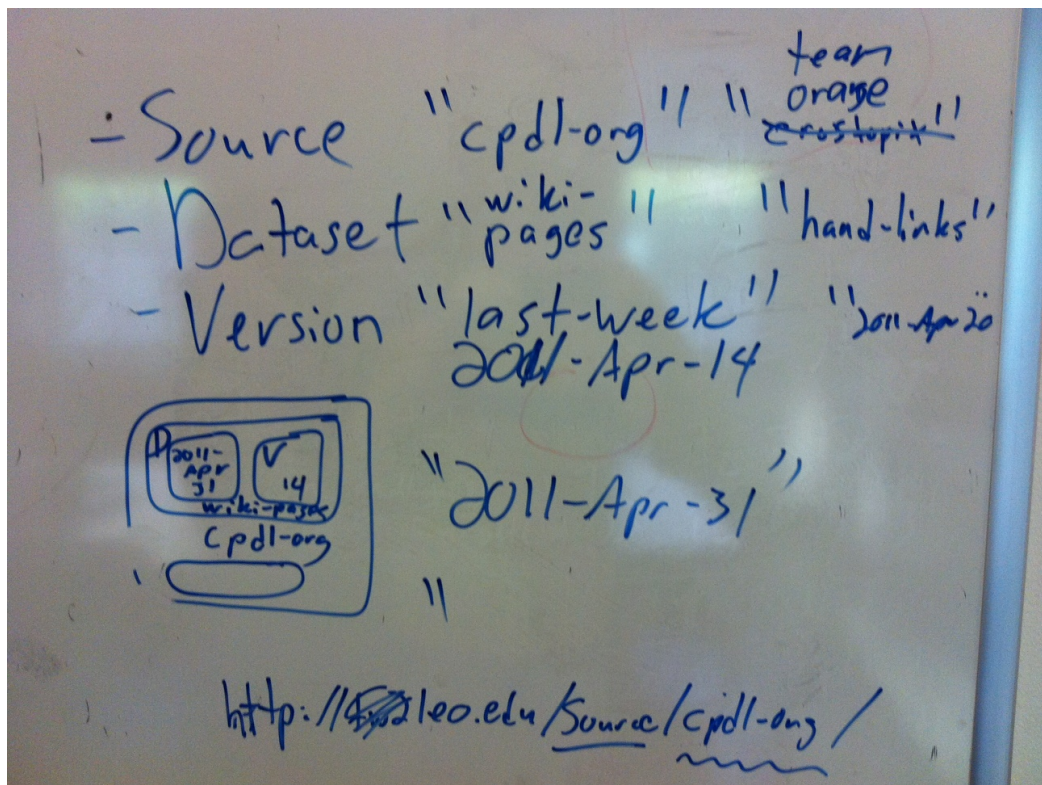 team
orange
- Source "cpdl-org" " "
- Dataset "wiki-
pages" "hand-links"
- Version "last-week" "2011-Apr 20"
2011-Apr-14
D
2011-
Apr
31
V
14
wiki-pages
cpdl-org
"2011-Apr-31"
"
http://leo.edu/source/cpdl-org/